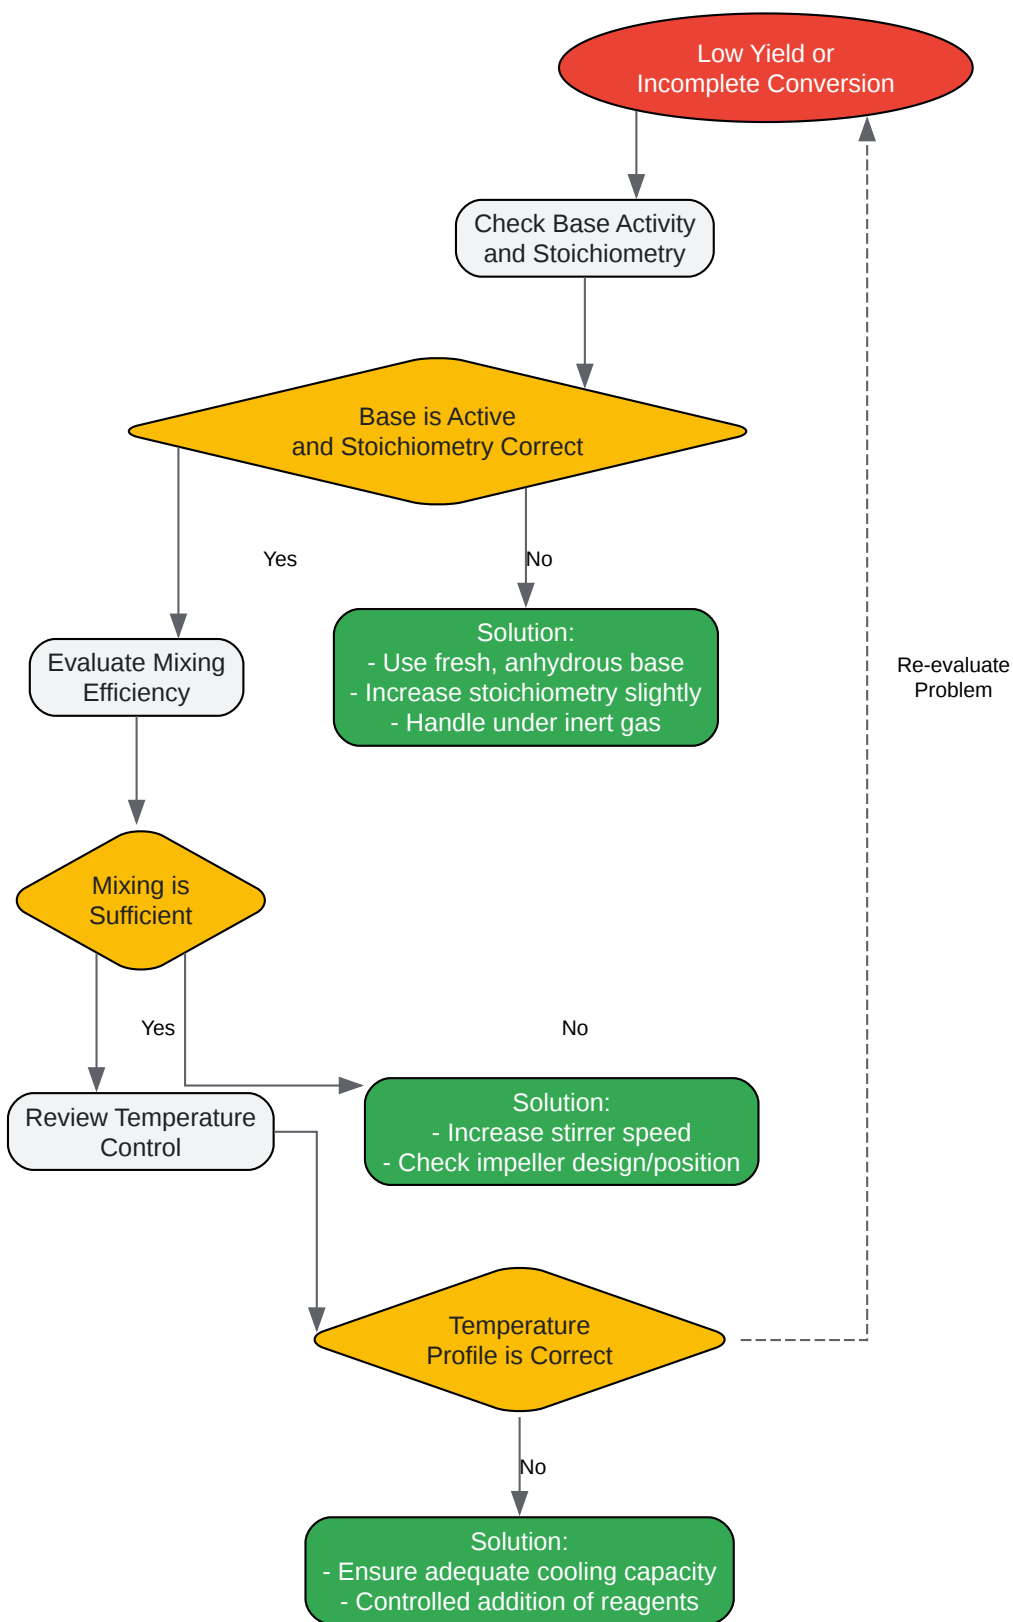 Low Yield or
Incomplete Conversion
Check Base Activity
and Stoichiometry
Base is Active
and Stoichiometry Correct
Yes
No
Solution:
- Use fresh, anhydrous base
- Increase stoichiometry slightly
- Handle under inert gas
Evaluate Mixing
Efficiency
Re-evaluate
Problem
Mixing is
Sufficient
Yes
No
Review Temperature
Control
Solution:
- Increase stirrer speed
- Check impeller design/position
Temperature
Profile is Correct
No
Solution:
- Ensure adequate cooling capacity
- Controlled addition of reagents